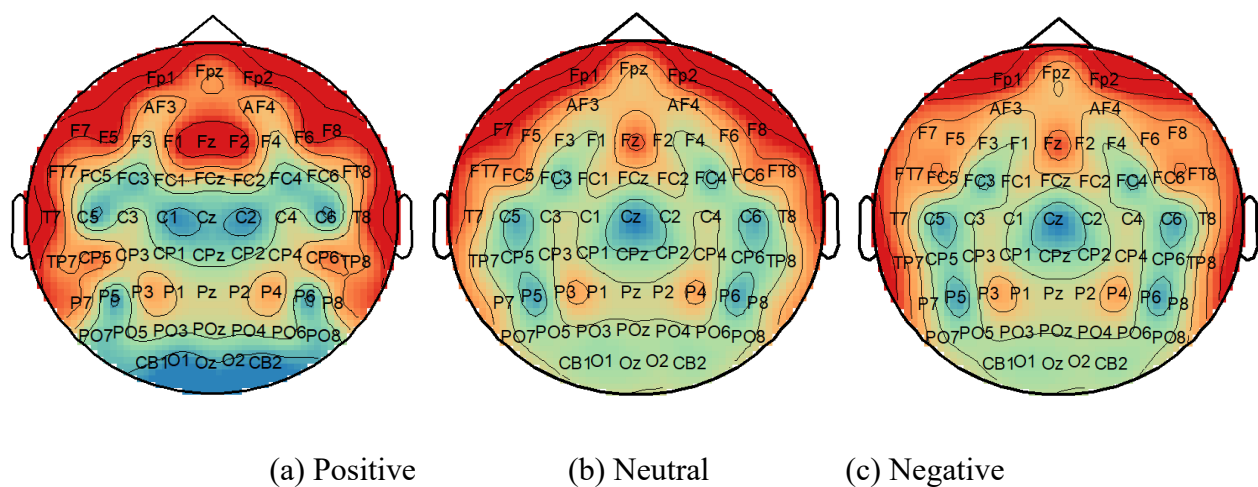 Fp1 Fpz Fp2
AF3 AF4
F7 F5 F3 F1 Fz F2 F4 F6 F8
FT7 FC5 FC3 FC1 FCz FC2 FC4 FC6 FT8
T7 C5 C3 C1 Cz C2 C4 C6 T8
TP7 CP5 CP3 CP1 CPz CP2 CP4 CP6 TP8
P7 P5 P3 P1 Pz P2 P4 P6 P8
PO7 PO5 PO3 POz PO4 PO6 PO8
CB1 O1 Oz O2 CB2
Fp1 Fpz Fp2
AF3 AF4
F7 F5 F3 F1 Fz F2 F4 F6 F8
FT7 FC5 FC3 FC1 FCz FC2 FC4 FC6 FT8
T7 C5 C3 C1 Cz C2 C4 C6 T8
TP7 CP5 CP3 CP1 CPz CP2 CP4 CP6 TP8
P7 P5 P3 P1 Pz P2 P4 P6 P8
PO7 PO5 PO3 POz PO4 PO6 PO8
CB1 O1 Oz O2 CB2
Fp1 Fpz Fp2
AF3 AF4
F7 F5 F3 F1 Fz F2 F4 F6 F8
FT7 FC5 FC3 FC1 FCz FC2 FC4 FC6 FT8
T7 C5 C3 C1 Cz C2 C4 C6 T8
TP7 CP5 CP3 CP1 CPz CP2 CP4 CP6 TP8
P7 P5 P3 P1 Pz P2 P4 P6 P8
PO7 PO5 PO3 POz PO4 PO6 PO8
CB1 O1 Oz O2 CB2
(a) Positive (b) Neutral (c) Negative